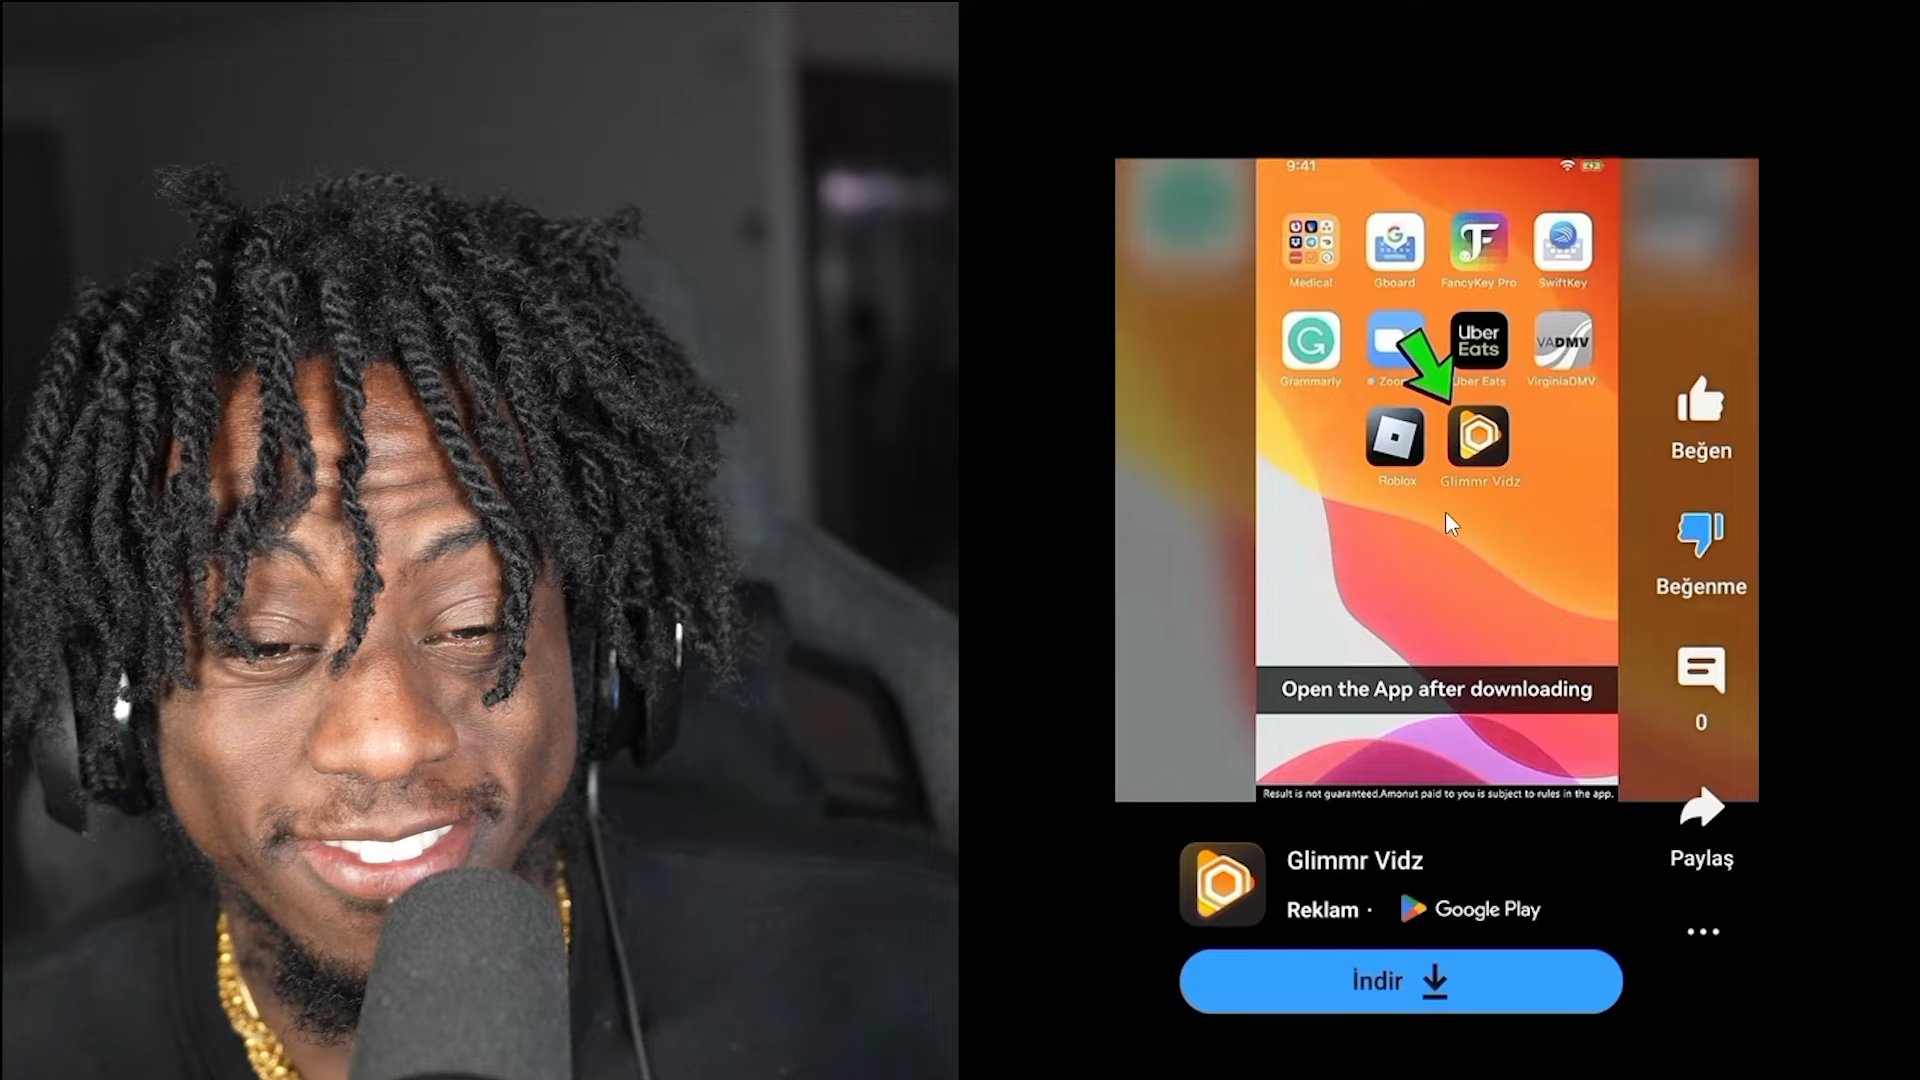 9:41
Medical
Gboard
FancyKey Pro
SwiftKey
Uber
Eats
VADMV
Grammarly
Uber Eats
VirginiaDMV
Roblox
Glimmr Vidz
Open the App after downloading
Result is not guaranteed.Amonut paid to you is subject to rules in the app.
Beğen
Beğenme
0
Paylaş
Glimmr Vidz
Reklam ·
Google Play
İndir